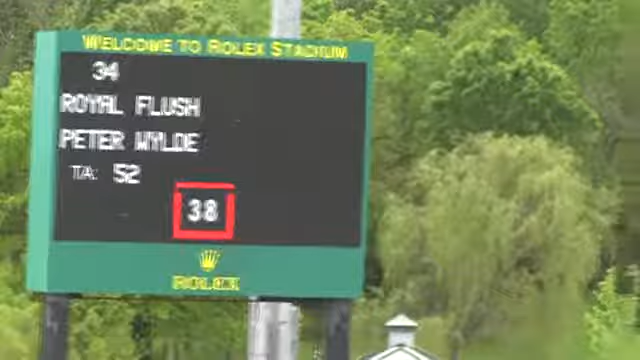 WELCOME TO ROLEX STADIUM
34
ROYAL FLUSH
PETER WYLDE
TA: 52
38
ROLEX